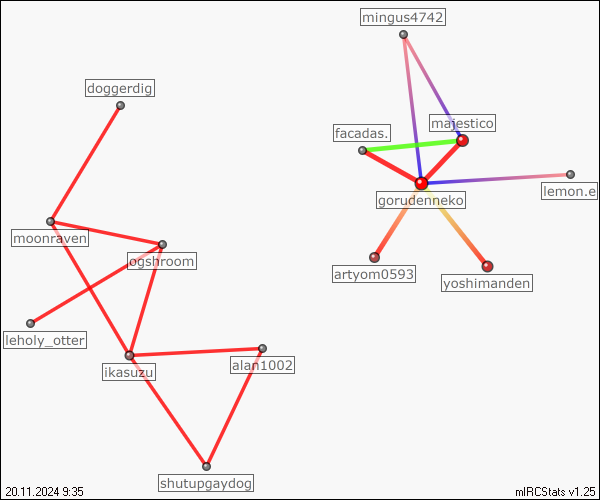 mingus4742
doggerdig
majestico
facadas.
lemon.e
gorudenneko
moonraven
ogshroom
artyom0593
yoshimanden
leholy_otter
alan1002
ikasuzu
shutupgaydog
20.11.2024 9:35
mIRCStats v1.25